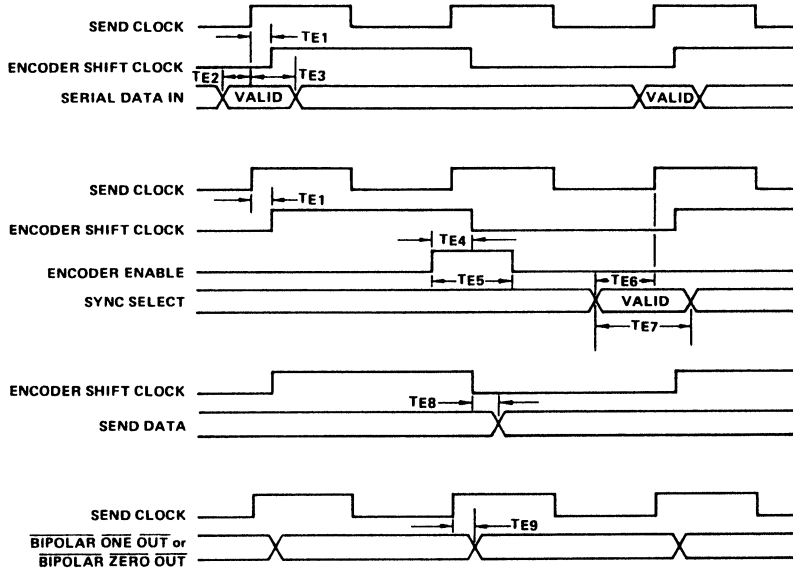 SEND CLOCK
TE1
ENCODER SHIFT CLOCK
TE2
TE3
SERIAL DATA IN
VALID
VALID
SEND CLOCK
TE1
ENCODER SHIFT CLOCK
TE4
ENCODER ENABLE
TE5
TE6
SYNC SELECT
VALID
TE7
ENCODER SHIFT CLOCK
TE8
SEND DATA
SEND CLOCK
TE9
BIPOLAR ONE OUT or
BIPOLAR ZERO OUT